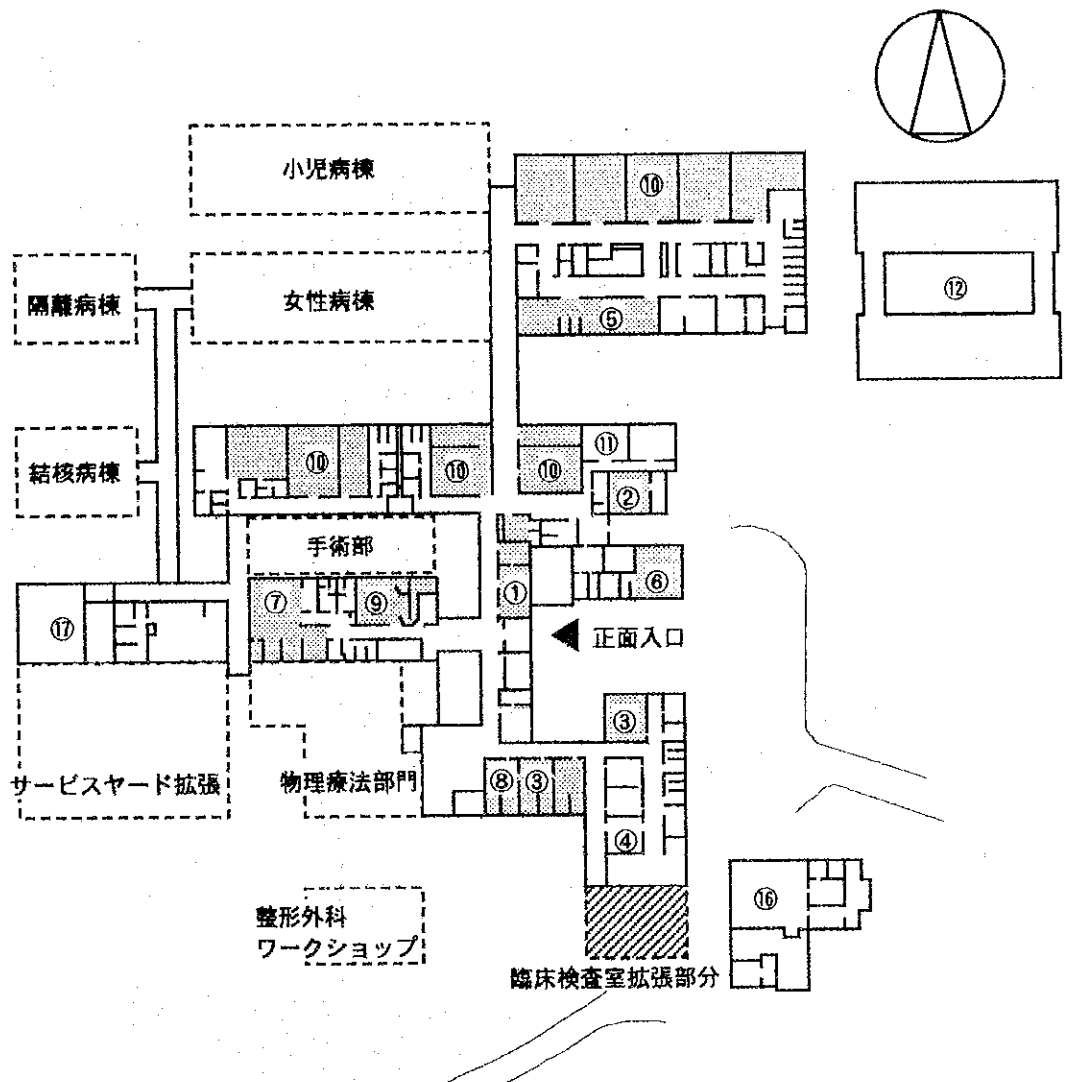 小児病棟
⑩
隔離病棟
女性病棟
⑫
⑤
結核病棟
⑩
⑩
⑩
⑪
②
手術部
⑰
⑦
⑨
①
⑥
正面入口
③
サービスヤード拡張
物理療法部門
⑧
③
④
整形外科
ワークショップ
⑯
臨床検査室拡張部分